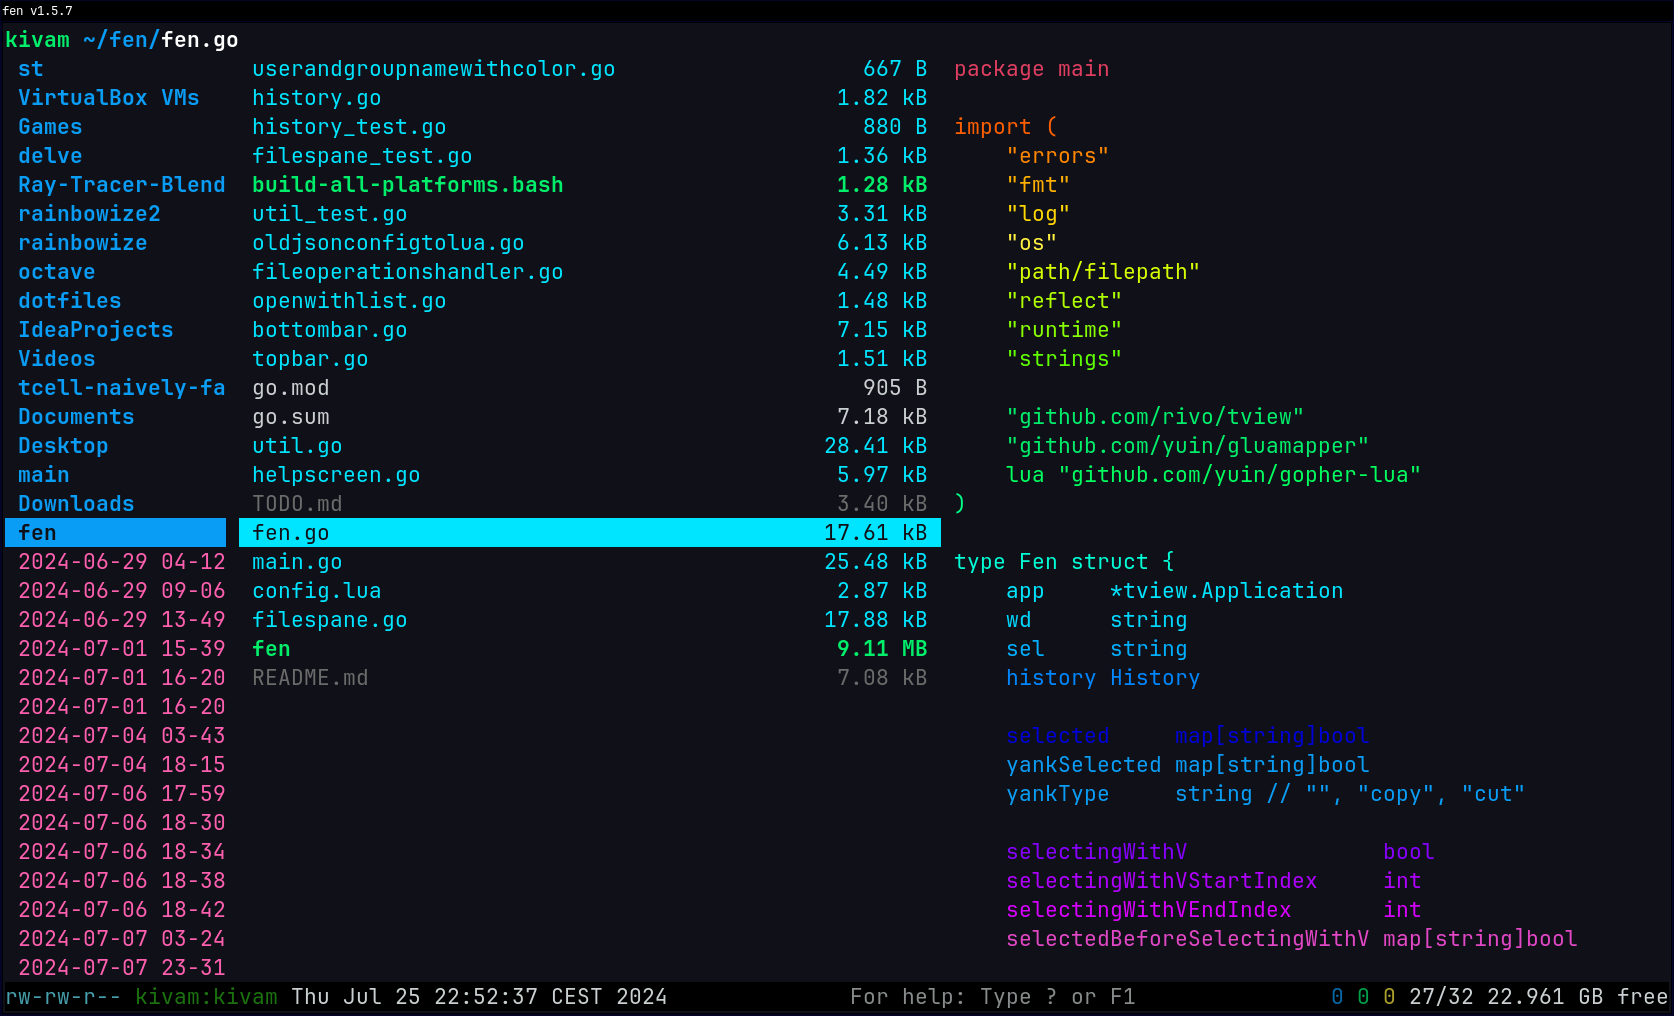 fen v1.5.7
kivam ~/fen/fen.go
st userandgroupnamewithcolor.go 667 B package main
VirtualBox VMs history.go 1.82 kB
Games history_test.go 880 B import (
delve filespane_test.go 1.36 kB "errors"
Ray-Tracer-Blend build-all-platforms.bash 1.28 kB "fmt"
rainbowize2 util_test.go 3.31 kB "log"
rainbowize oldjsonconfigtolua.go 6.13 kB "os"
octave fileoperationshandler.go 4.49 kB "path/filepath"
dotfiles openwithlist.go 1.48 kB "reflect"
IdeaProjects bottombar.go 7.15 kB "runtime"
Videos topbar.go 1.51 kB "strings"
tcell-naively-fa go.mod 905 B
Documents go.sum 7.18 kB "github.com/rivo/tview"
Desktop util.go 28.41 kB "github.com/yuin/gluamapper"
main helpscreen.go 5.97 kB lua "github.com/yuin/gopher-lua"
Downloads TODO.md 3.40 kB )
fen fen.go 17.61 kB
2024-06-29 04-12 main.go 25.48 kB type Fen struct {
2024-06-29 09-06 config.lua 2.87 kB app *tview.Application
2024-06-29 13-49 filespane.go 17.88 kB wd string
2024-07-01 15-39 fen 9.11 MB sel string
2024-07-01 16-20 README.md 7.08 kB history History
2024-07-01 16-20
2024-07-04 03-43 selected map[string]bool
2024-07-04 18-15 yankSelected map[string]bool
2024-07-06 17-59 yankType string // "", "copy", "cut"
2024-07-06 18-30
2024-07-06 18-34 selectingWithV bool
2024-07-06 18-38 selectingWithVStartIndex int
2024-07-06 18-42 selectingWithVEndIndex int
2024-07-07 03-24 selectedBeforeSelectingWithV map[string]bool
2024-07-07 23-31
rw-rw-r-- kivam:kivam Thu Jul 25 22:52:37 CEST 2024 For help: Type ? or F1 0 0 0 27/32 22.961 GB free